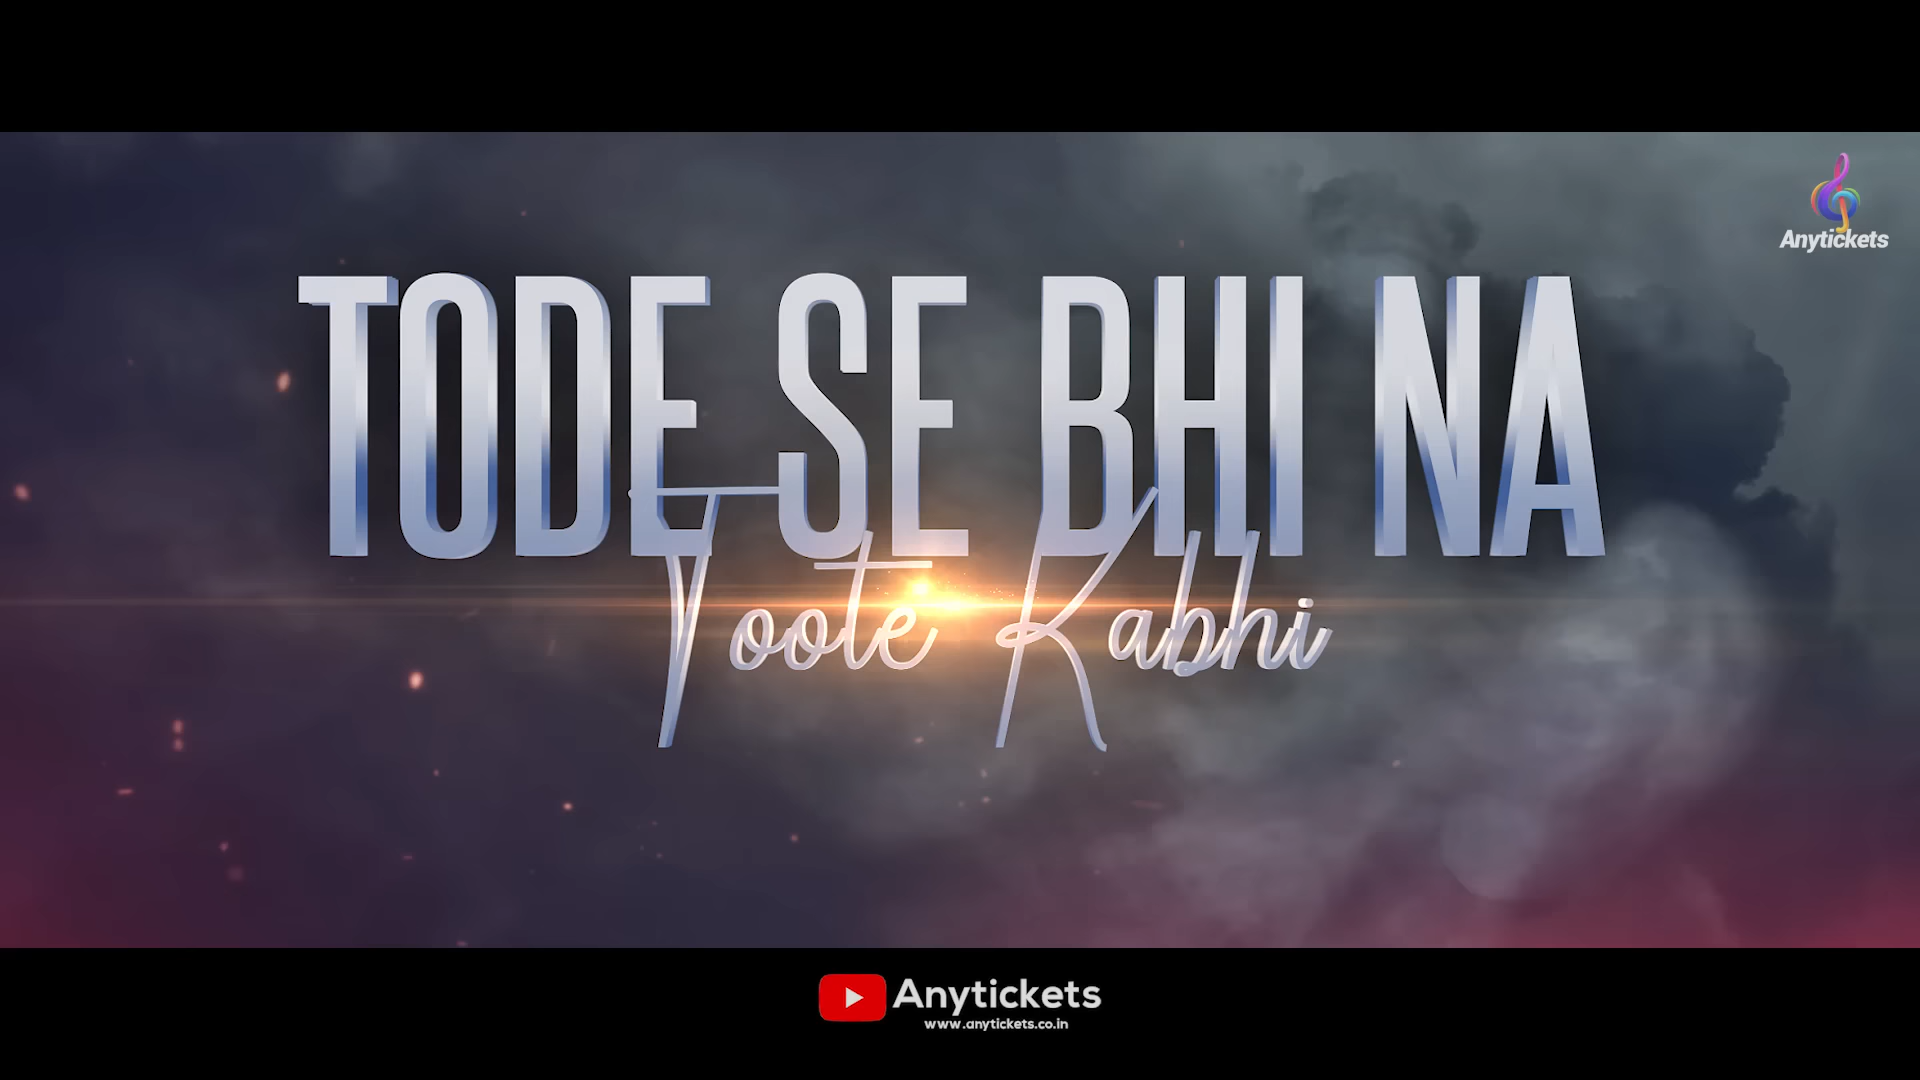 Anytickets
TODE SE BHI NA
Toote Kabhi
Anytickets
www.anytickets.co.in